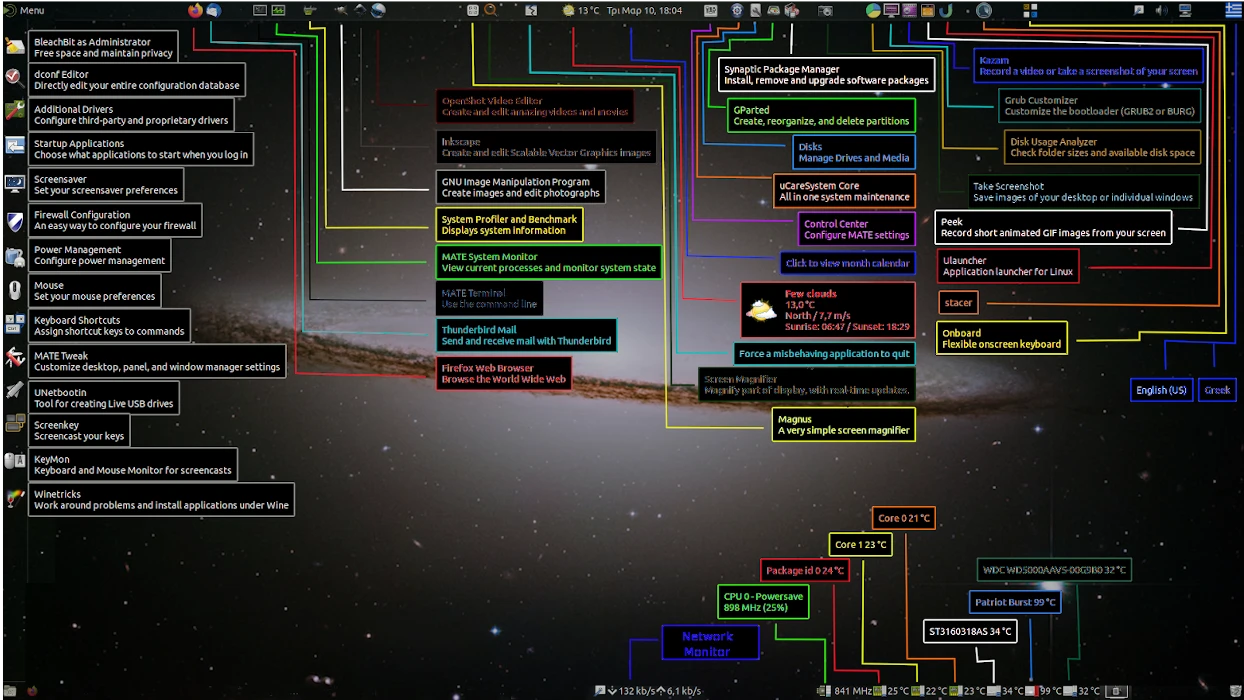 Menu
13 °C Τρι Μαρ 10, 18:04
BleachBit as Administrator
Free space and maintain privacy
dconf Editor
Directly edit your entire configuration database
Additional Drivers
Configure third-party and proprietary drivers
Startup Applications
Choose what applications to start when you log in
Screensaver
Set your screensaver preferences
Firewall Configuration
An easy way to configure your firewall
Power Management
Configure power management
Mouse
Set your mouse preferences
Keyboard Shortcuts
Assign shortcut keys to commands
MATE Tweak
Customize desktop, panel, and window manager settings
UNetbootin
Tool for creating Live USB drives
Screenkey
Screencast your keys
KeyMon
Keyboard and Mouse Monitor for screencasts
Winetricks
Work around problems and install applications under Wine
OpenShot Video Editor
Create and edit amazing videos and movies
Inkscape
Create and edit Scalable Vector Graphics images
GNU Image Manipulation Program
Create images and edit photographs
System Profiler and Benchmark
Displays system information
MATE System Monitor
View current processes and monitor system state
MATE Terminal
Use the command line
Thunderbird Mail
Send and receive mail with Thunderbird
Firefox Web Browser
Browse the World Wide Web
Synaptic Package Manager
Install, remove and upgrade software packages
GParted
Create, reorganize, and delete partitions
Disks
Manage Drives and Media
uCareSystem Core
All in one system maintenance
Control Center
Configure MATE settings
Click to view month calendar
Few clouds
13,0°C
North / 7,7 m/s
Sunrise: 06:47 / Sunset: 18:29
Force a misbehaving application to quit
Screen Magnifier
Magnify part of display, with real-time updates.
Magnus
A very simple screen magnifier
Kazam
Record a video or take a screenshot of your screen
Grub Customizer
Customize the bootloader (GRUB2 or BURG)
Disk Usage Analyzer
Check folder sizes and available disk space
Take Screenshot
Save images of your desktop or individual windows
Peek
Record short animated GIF images from your screen
Ulauncher
Application launcher for Linux
stacer
Onboard
Flexible onscreen keyboard
English (US)
Greek
Core 0 21 °C
Core 1 23 °C
Package id 0 24 °C
WDC WD5000AAVS-00G9B0 32 °C
CPU 0 - Powersave
898 MHz (25%)
Patriot Burst 99 °C
ST3160318AS 34 °C
Network
Monitor
132 kb/s 6,1 kb/s
841 MHz 25 °C 22 °C 23 °C 34 °C 99 °C 32 °C